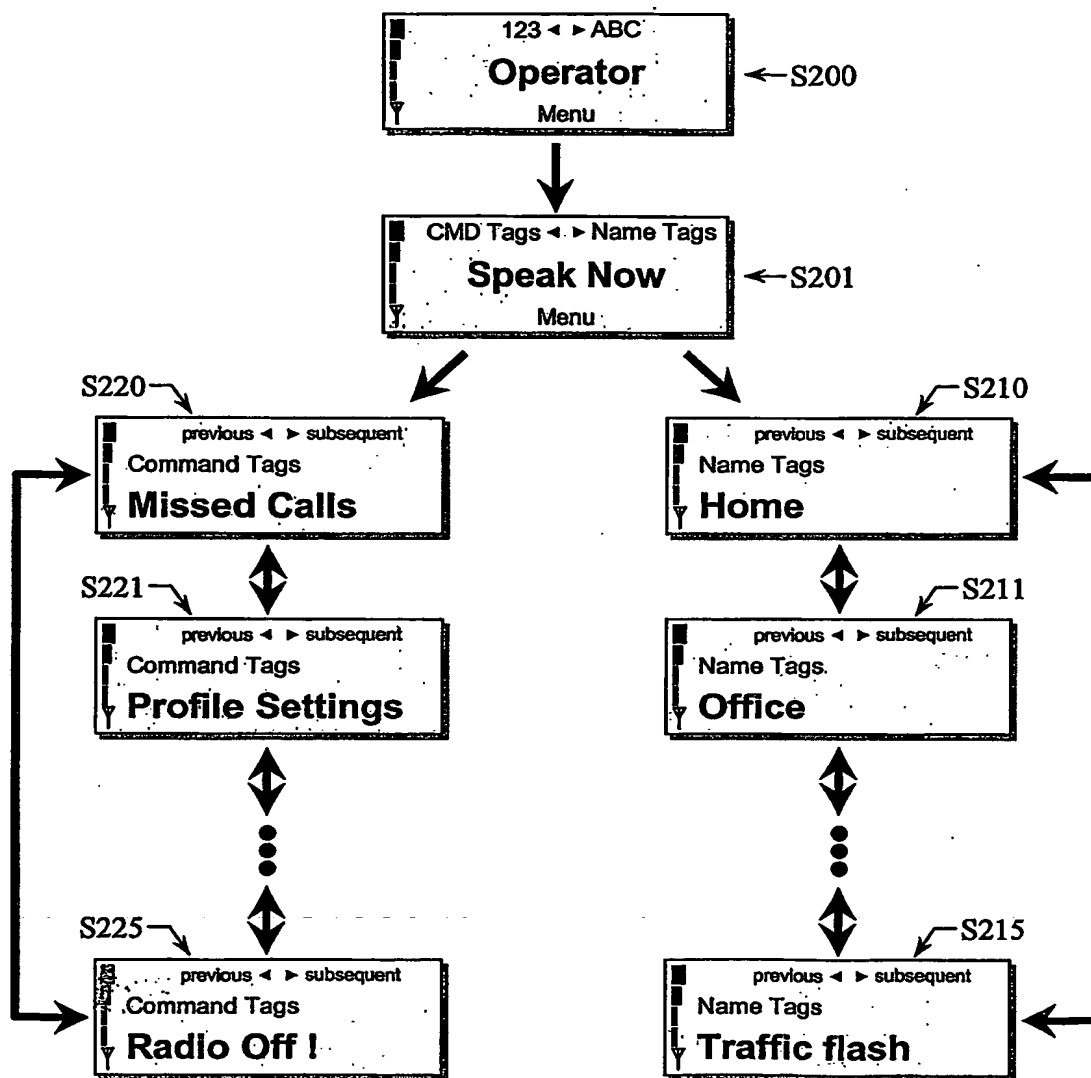 123 ◄ ► ABC
Operator
Menu
S200
CMD Tags ◄ ► Name Tags
Speak Now
Menu
S201
S220
previous ◄ ► subsequent
Command Tags
Missed Calls
S210
previous ◄ ► subsequent
Name Tags
Home
S221
previous ◄ ► subsequent
Command Tags
Profile Settings
S211
previous ◄ ► subsequent
Name Tags
Office
S225
previous ◄ ► subsequent
Command Tags
Radio Off !
S215
previous ◄ ► subsequent
Name Tags
Traffic flash